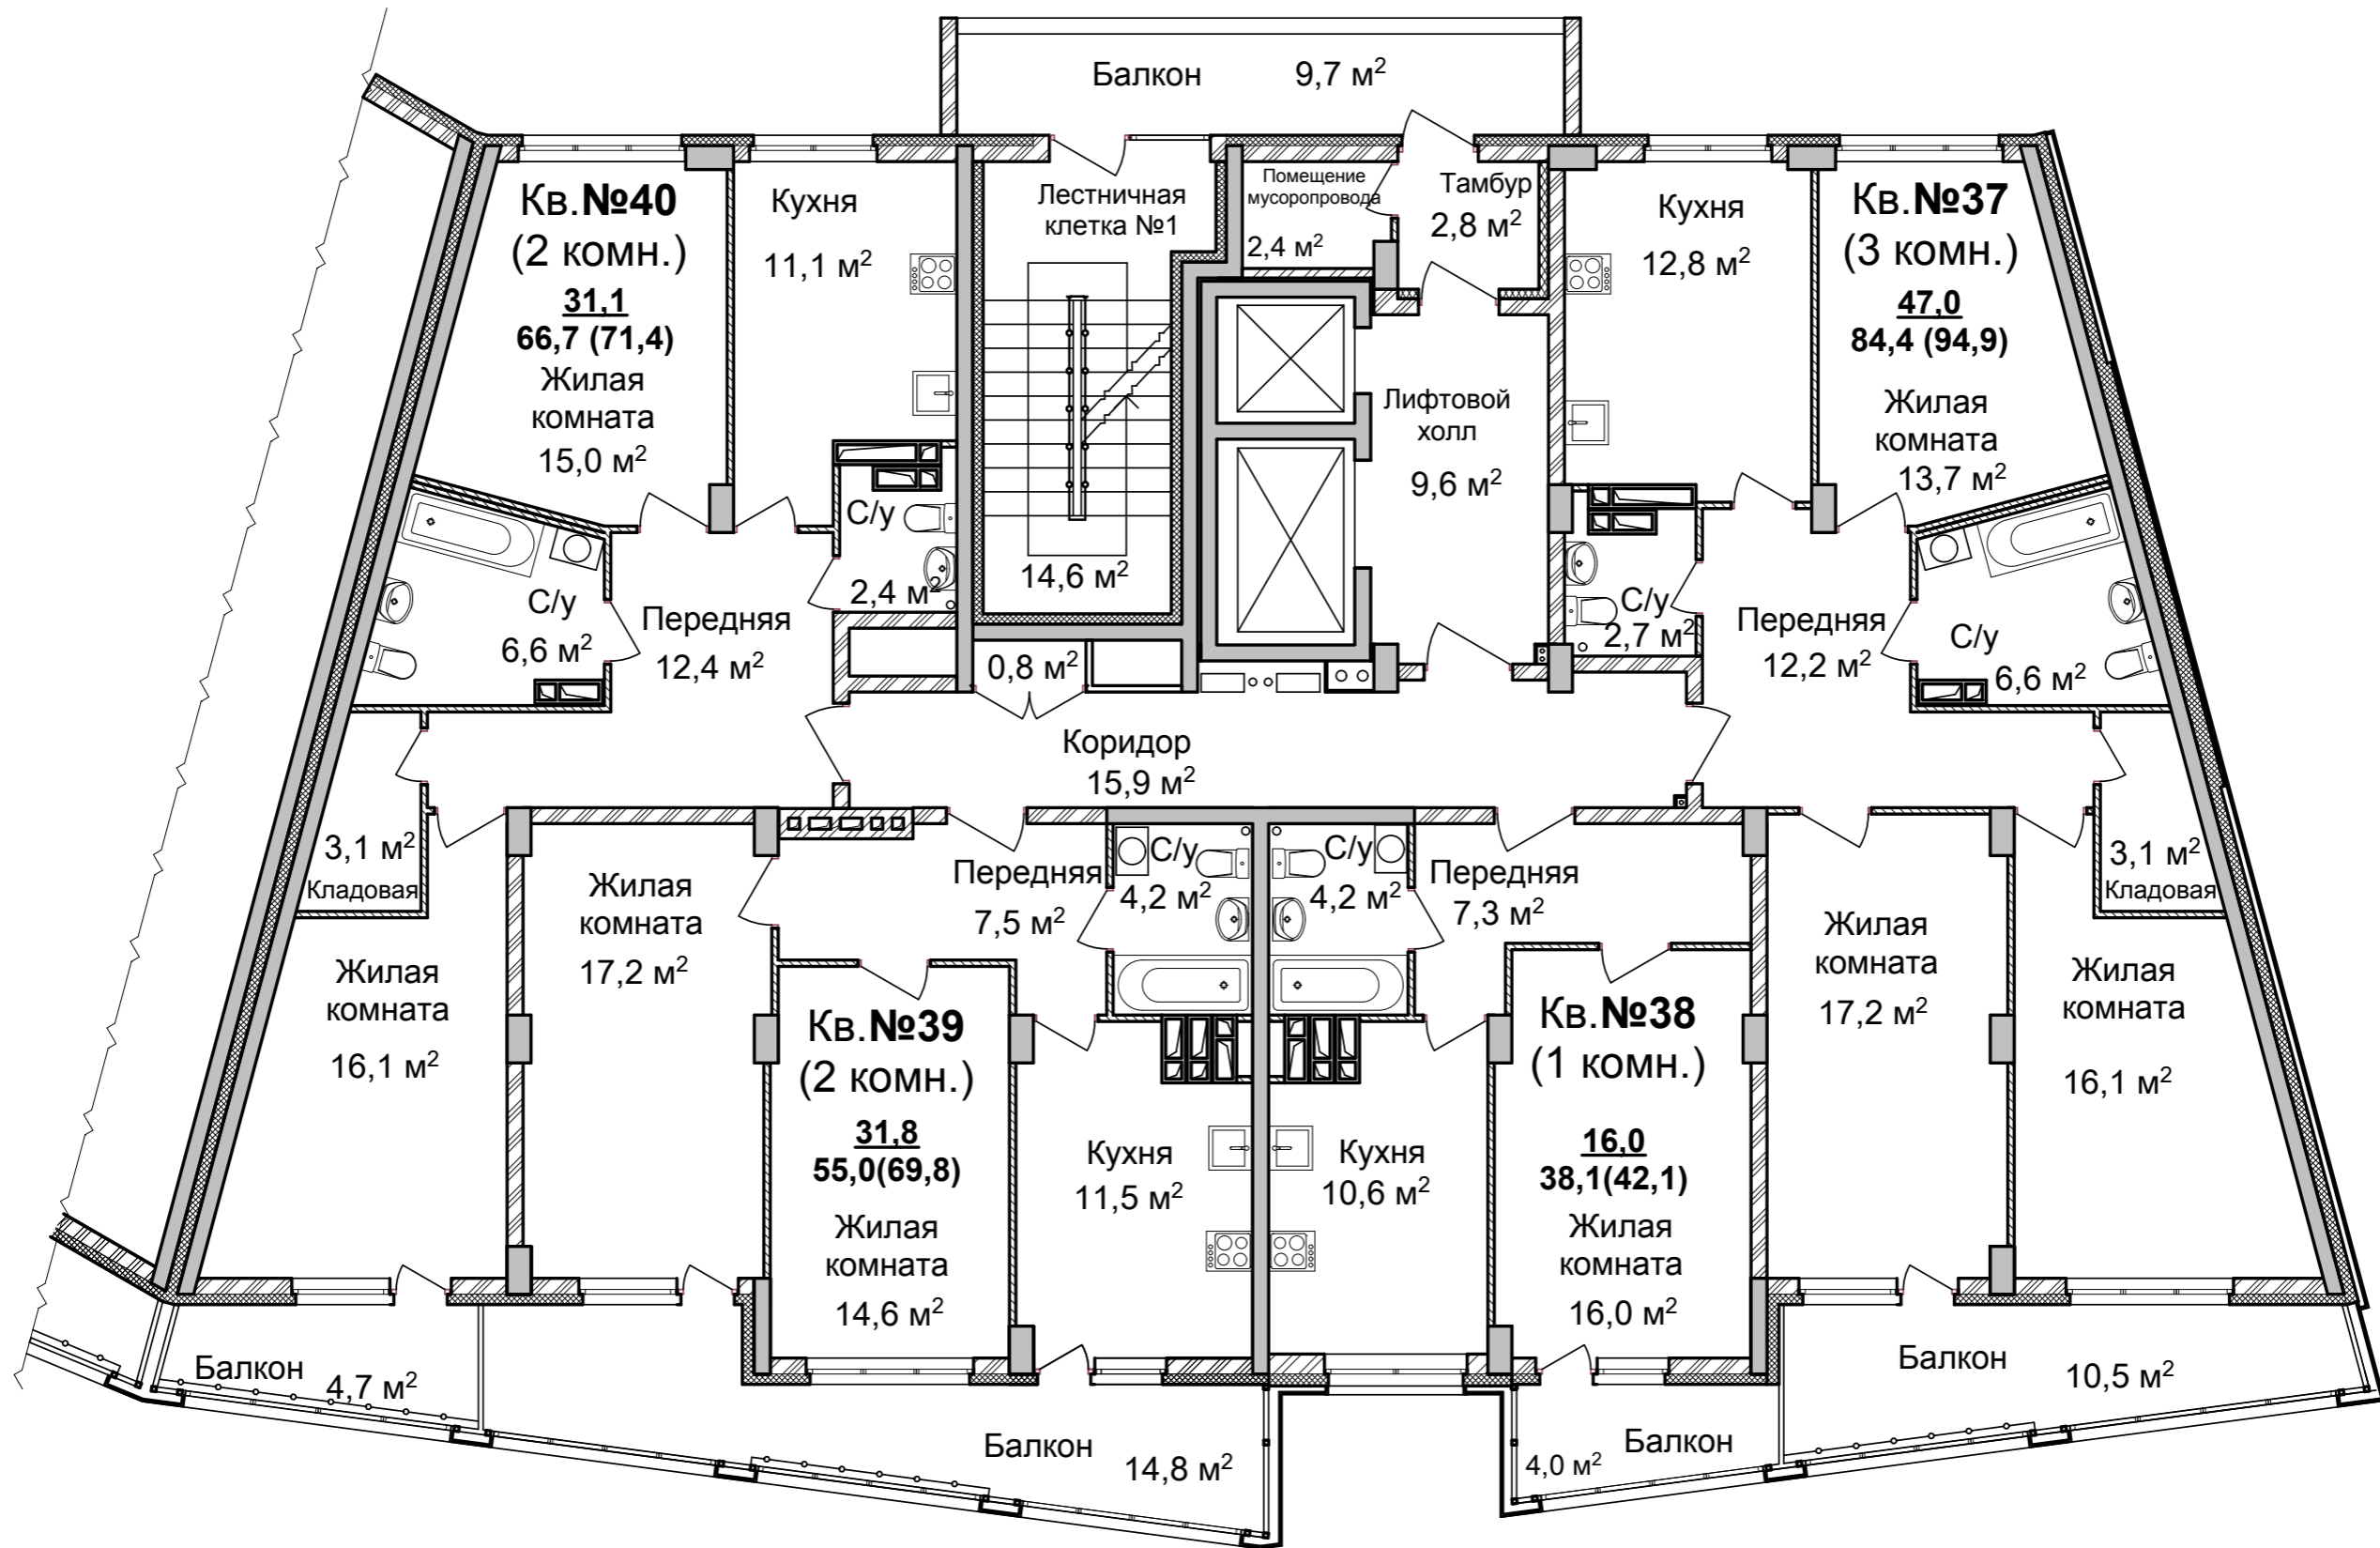 Балкон 9,7 м²
Кв.№40
(2 комн.)
31,1
66,7 (71,4)
Жилая
комната
15,0 м²
Кухня
11,1 м²
Лестничная
клетка №1
14,6 м²
Помещение
мусоропровода
2,4 м²
Тамбур
2,8 м²
Кухня
12,8 м²
Кв.№37
(3 комн.)
47,0
84,4 (94,9)
Жилая
комната
13,7 м²
Лифтовой
холл
9,6 м²
С/у
6,6 м²
Передняя
12,4 м²
С/у
2,4 м²
0,8 м²
С/у
2,7 м²
Передняя
12,2 м²
С/у
6,6 м²
Коридор
15,9 м²
3,1 м²
Кладовая
Жилая
комната
16,1 м²
Жилая
комната
17,2 м²
Передняя
7,5 м²
С/у
4,2 м²
С/у
4,2 м²
Передняя
7,3 м²
Жилая
комната
17,2 м²
3,1 м²
Кладовая
Жилая
комната
16,1 м²
Кв.№39
(2 комн.)
31,8
55,0(69,8)
Жилая
комната
14,6 м²
Кухня
11,5 м²
Кухня
10,6 м²
Кв.№38
(1 комн.)
16,0
38,1(42,1)
Жилая
комната
16,0 м²
Балкон
4,7 м²
Балкон
14,8 м²
Балкон
4,0 м²
Балкон
10,5 м²